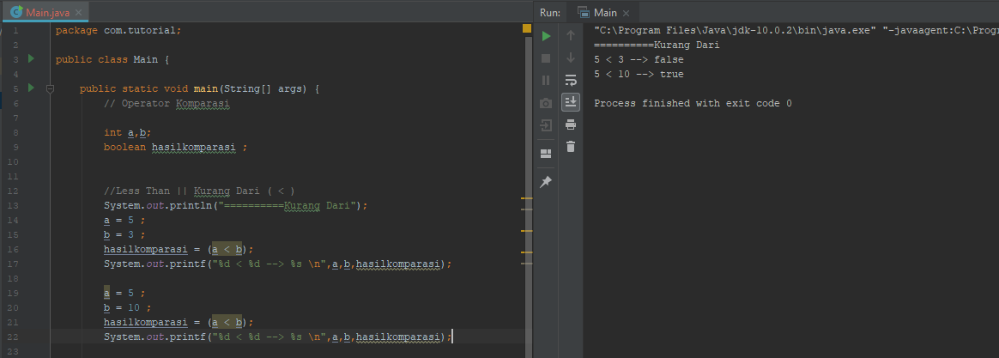 Main.java
1 package com.tutorial;
2
3 public class Main {
4
5 public static void main(String[] args) {
6 // Operator Komparasi
7
8 int a,b;
9 boolean hasilkomparasi ;
10
11
12 //Less Than || Kurang Dari ( < )
13 System.out.println("==========Kurang Dari");
14 a = 5 ;
15 b = 3 ;
16 hasilkomparasi = (a < b);
17 System.out.printf("%d < %d --> %s \n",a,b,hasilkomparasi);
18
19 a = 5 ;
20 b = 10 ;
21 hasilkomparasi = (a < b);
22 System.out.printf("%d < %d --> %s \n",a,b,hasilkomparasi);
23
Run: Main
"C:\Program Files\Java\jdk-10.0.2\bin\java.exe" "-javaagent:C:\Prog
==========Kurang Dari
5 < 3 --> false
5 < 10 --> true
Process finished with exit code 0